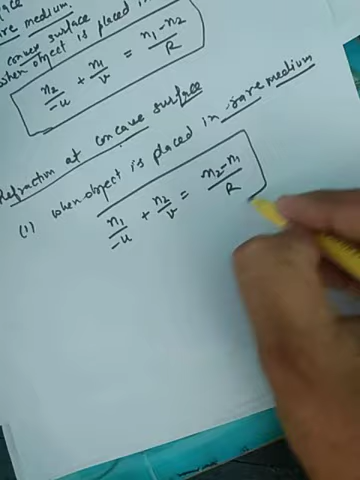 medium.
convex surface
when object is placed in
n₂/-u + n₁/v = n₁-n₂/R
Refraction at concave surface
(1) when object is placed in rare medium
n₁/-u + n₂/v = n₂-n₁/R